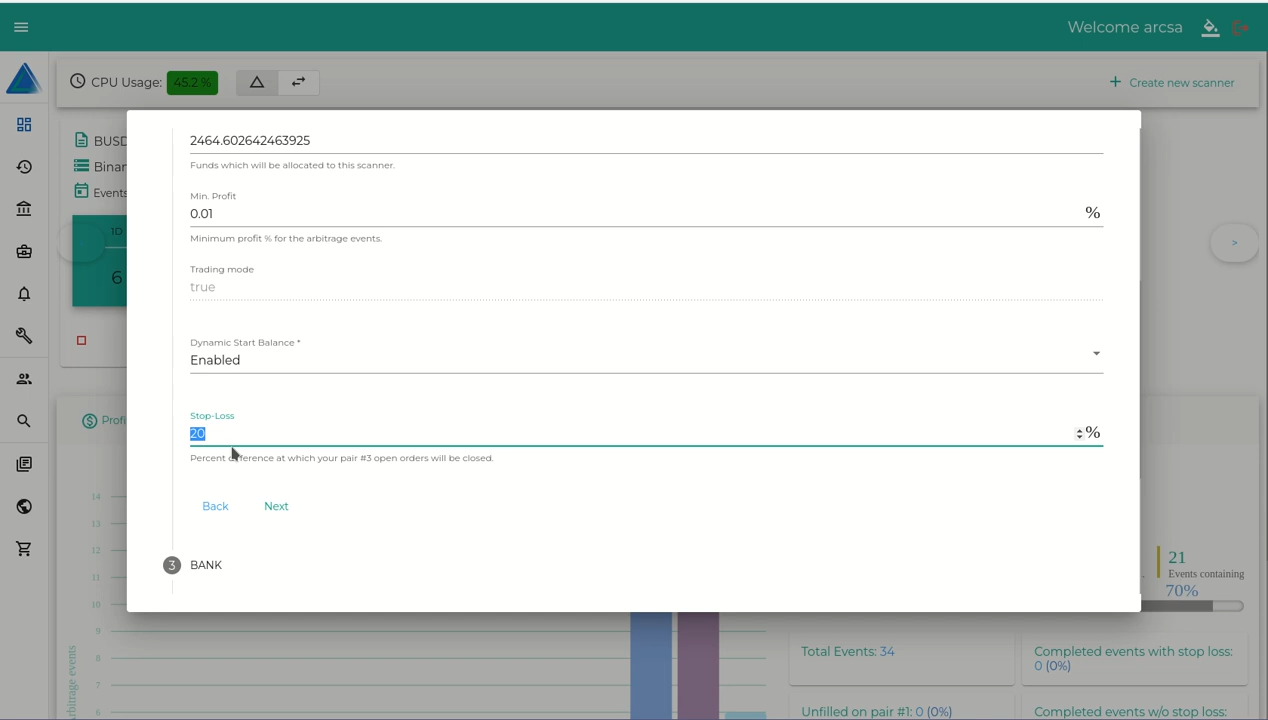 Welcome arcsa
CPU Usage: 45.2 %
Create new scanner
BUSD
Binan
Events
1D
6
>
2464.602642463925
Funds which will be allocated to this scanner.
Min. Profit
0.01 %
Minimum profit % for the arbitrage events.
Trading mode
true
Dynamic Start Balance *
Enabled
Stop-Loss
20 %
Percent difference at which your pair #3 open orders will be closed.
Back Next
3 BANK
Profi
14
13
12
11
10
9
8
7
6
Arbitrage events
21
Events containing
70%
Total Events: 34
Completed events with stop loss:
0 (0%)
Unfilled on pair #1: 0 (0%)
Completed events w/o stop loss: